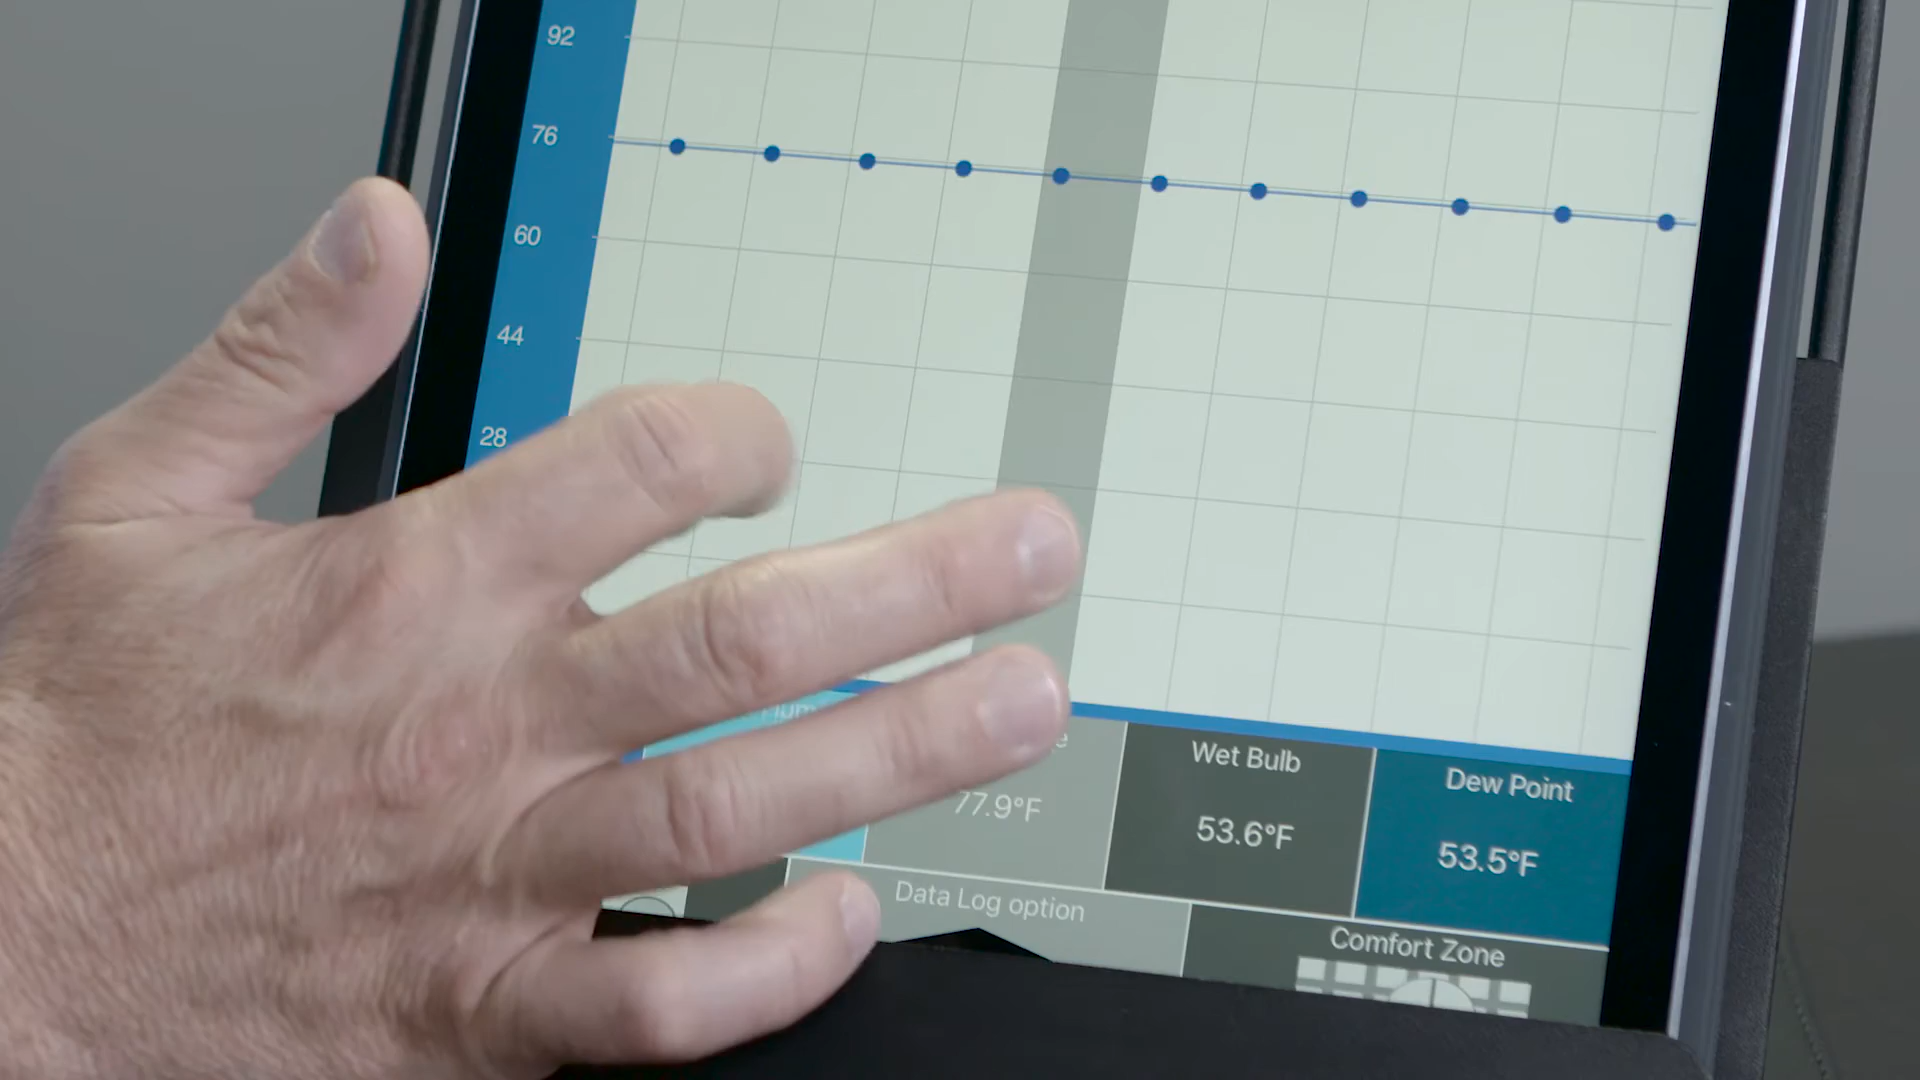 92
76
60
44
28
Wet Bulb
Dew Point
77.9°F
53.6°F
53.5°F
Data Log option
Comfort Zone